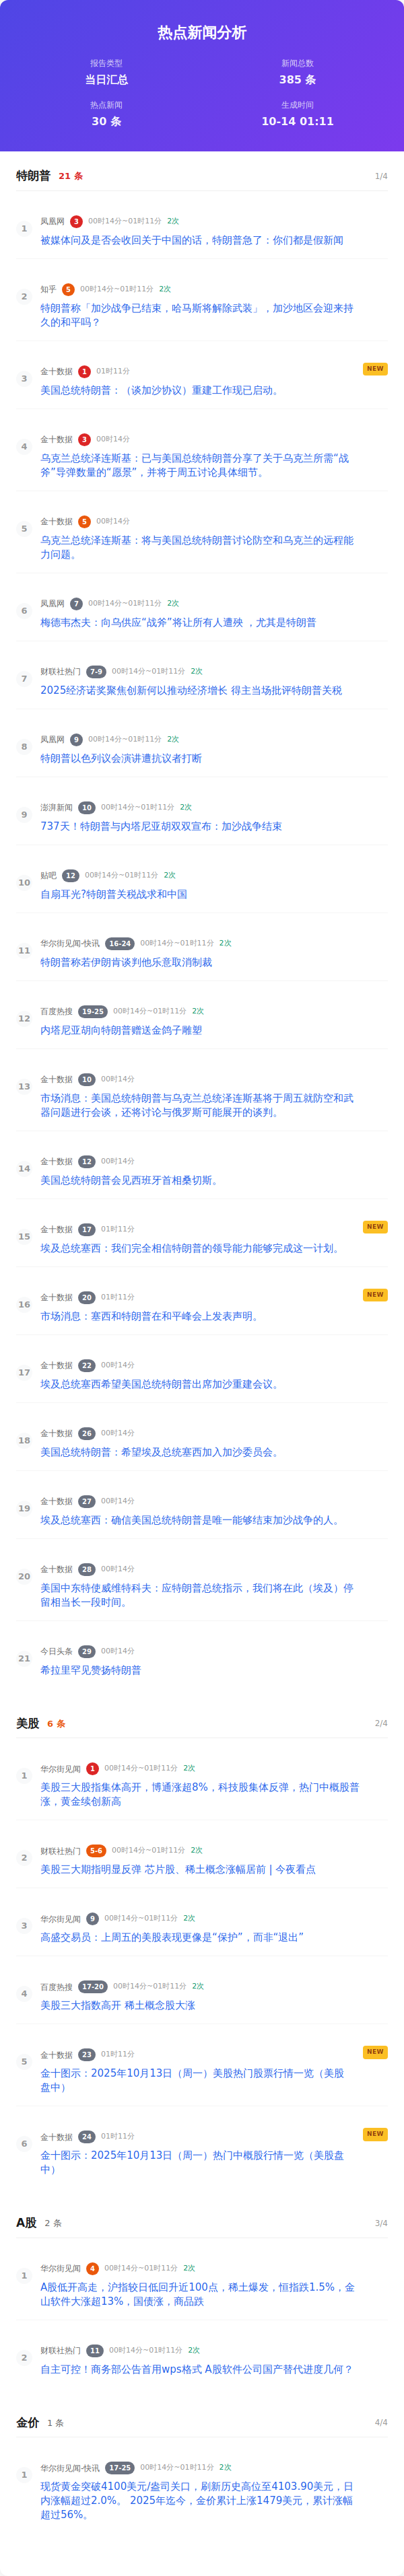 热点新闻分析
报告类型
当日汇总
新闻总数
385 条
热点新闻
30 条
生成时间
10-14 01:11
特朗普 21 条 1/4
1 凤凰网 3 00时14分~01时11分 2次
被媒体问及是否会收回关于中国的话，特朗普急了：你们都是假新闻
2 知乎 5 00时14分~01时11分 2次
特朗普称「加沙战争已结束，哈马斯将解除武装」，加沙地区会迎来持
久的和平吗？
3 金十数据 1 01时11分 NEW
美国总统特朗普：（谈加沙协议）重建工作现已启动。
4 金十数据 3 00时14分
乌克兰总统泽连斯基：已与美国总统特朗普分享了关于乌克兰所需“战
斧”导弹数量的“愿景”，并将于周五讨论具体细节。
5 金十数据 5 00时14分
乌克兰总统泽连斯基：将与美国总统特朗普讨论防空和乌克兰的远程能
力问题。
6 凤凰网 7 00时14分~01时11分 2次
梅德韦杰夫：向乌供应“战斧”将让所有人遭殃 ，尤其是特朗普
7 财联社热门 7-9 00时14分~01时11分 2次
2025经济诺奖聚焦创新何以推动经济增长 得主当场批评特朗普关税
8 凤凰网 9 00时14分~01时11分 2次
特朗普以色列议会演讲遭抗议者打断
9 澎湃新闻 10 00时14分~01时11分 2次
737天！特朗普与内塔尼亚胡双双宣布：加沙战争结束
10 贴吧 12 00时14分~01时11分 2次
自扇耳光?特朗普关税战求和中国
11 华尔街见闻-快讯 16-24 00时14分~01时11分 2次
特朗普称若伊朗肯谈判他乐意取消制裁
12 百度热搜 19-25 00时14分~01时11分 2次
内塔尼亚胡向特朗普赠送金鸽子雕塑
13 金十数据 10 00时14分
市场消息：美国总统特朗普与乌克兰总统泽连斯基将于周五就防空和武
器问题进行会谈，还将讨论与俄罗斯可能展开的谈判。
14 金十数据 12 00时14分
美国总统特朗普会见西班牙首相桑切斯。
15 金十数据 17 01时11分 NEW
埃及总统塞西：我们完全相信特朗普的领导能力能够完成这一计划。
16 金十数据 20 01时11分 NEW
市场消息：塞西和特朗普在和平峰会上发表声明。
17 金十数据 22 00时14分
埃及总统塞西希望美国总统特朗普出席加沙重建会议。
18 金十数据 26 00时14分
美国总统特朗普：希望埃及总统塞西加入加沙委员会。
19 金十数据 27 00时14分
埃及总统塞西：确信美国总统特朗普是唯一能够结束加沙战争的人。
20 金十数据 28 00时14分
美国中东特使威维特科夫：应特朗普总统指示，我们将在此（埃及）停
留相当长一段时间。
21 今日头条 29 00时14分
希拉里罕见赞扬特朗普
美股 6 条 2/4
1 华尔街见闻 1 00时14分~01时11分 2次
美股三大股指集体高开，博通涨超8%，科技股集体反弹，热门中概股普
涨，黄金续创新高
2 财联社热门 5-6 00时14分~01时11分 2次
美股三大期指明显反弹 芯片股、稀土概念涨幅居前 | 今夜看点
3 华尔街见闻 9 00时14分~01时11分 2次
高盛交易员：上周五的美股表现更像是“保护”，而非“退出”
4 百度热搜 17-20 00时14分~01时11分 2次
美股三大指数高开 稀土概念股大涨
5 金十数据 23 01时11分 NEW
金十图示：2025年10月13日（周一）美股热门股票行情一览（美股
盘中）
6 金十数据 24 01时11分 NEW
金十图示：2025年10月13日（周一）热门中概股行情一览（美股盘
中）
A股 2 条 3/4
1 华尔街见闻 4 00时14分~01时11分 2次
A股低开高走，沪指较日低回升近100点，稀土爆发，恒指跌1.5%，金
山软件大涨超13%，国债涨，商品跌
2 财联社热门 11 00时14分~01时11分 2次
自主可控！商务部公告首用wps格式 A股软件公司国产替代进度几何？
金价 1 条 4/4
1 华尔街见闻-快讯 17-25 00时14分~01时11分 2次
现货黄金突破4100美元/盎司关口，刷新历史高位至4103.90美元，日
内涨幅超过2.0%。 2025年迄今，金价累计上涨1479美元，累计涨幅
超过56%。